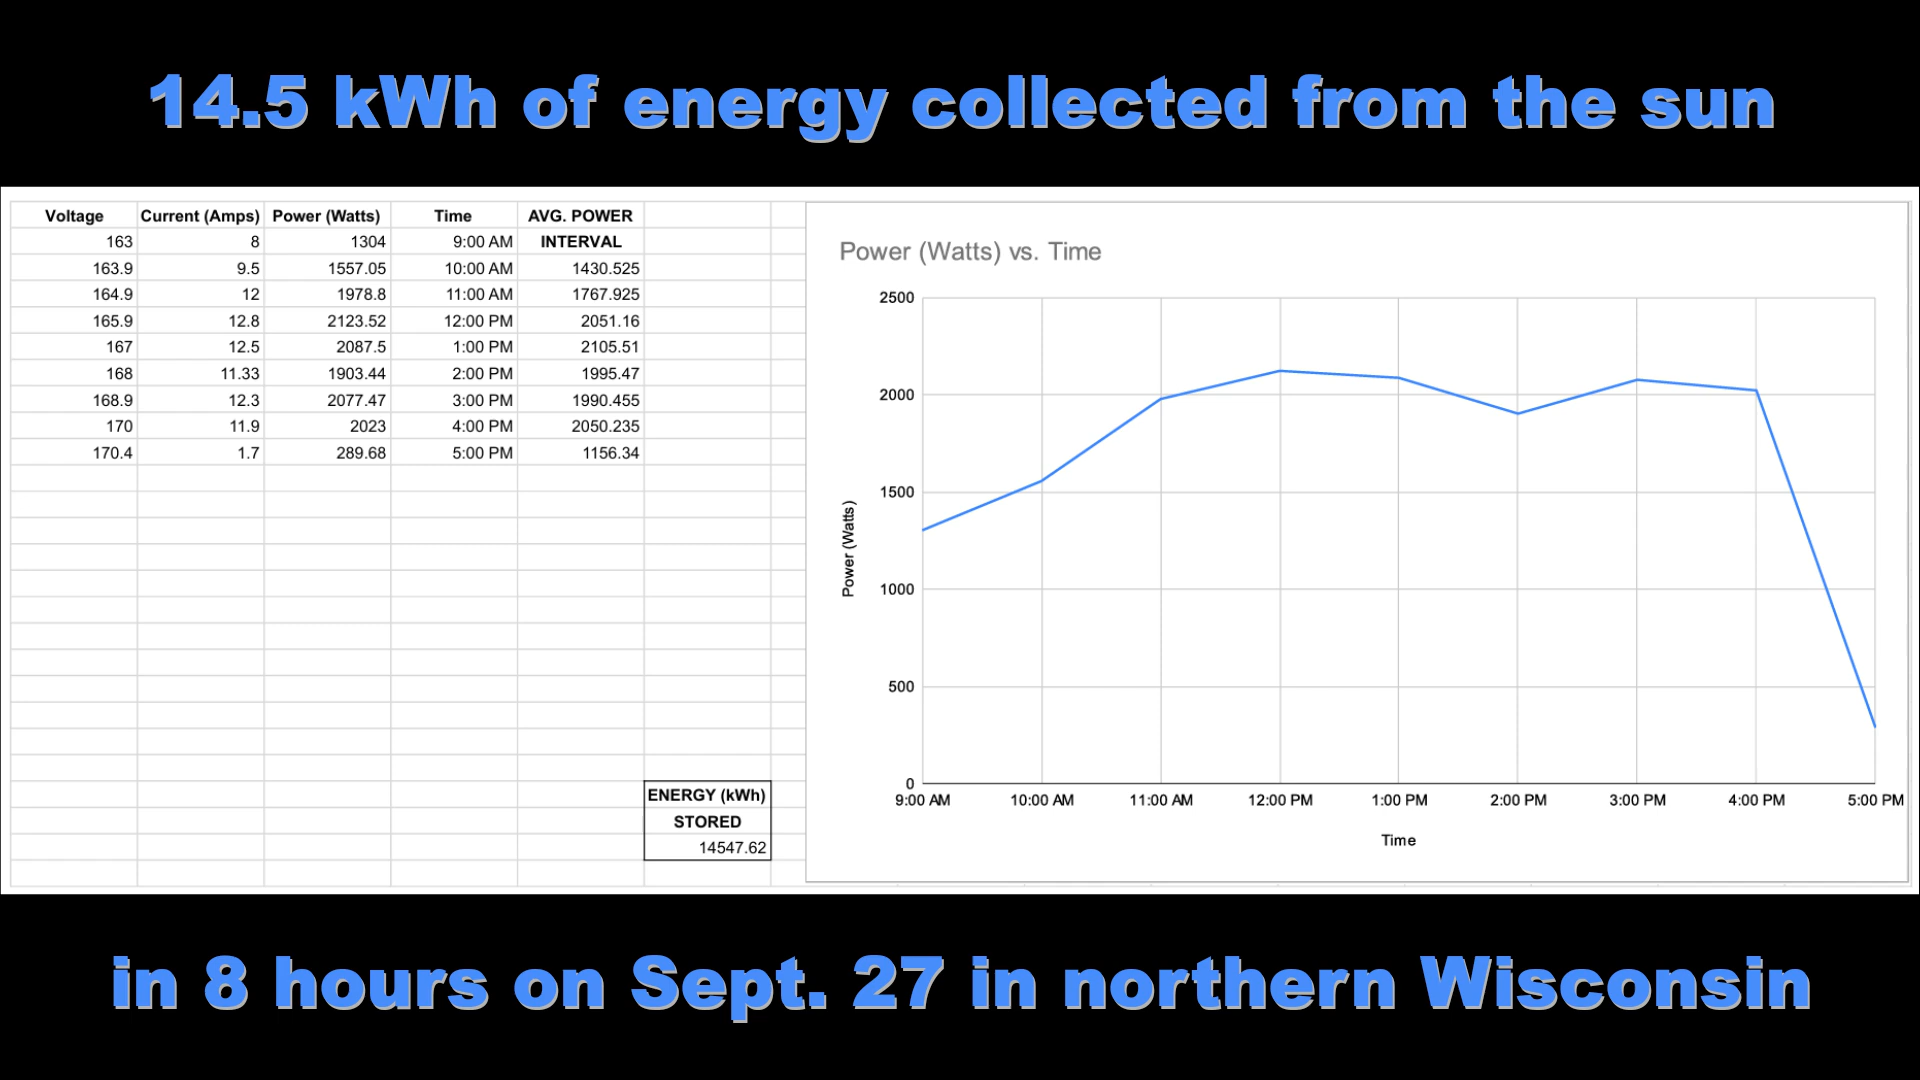 14.5 kWh of energy collected from the sun
Voltage Current (Amps) Power (Watts) Time AVG. POWER
163 8 1304 9:00 AM INTERVAL
163.9 9.5 1557.05 10:00 AM 1430.525
164.9 12 1978.8 11:00 AM 1767.925
165.9 12.8 2123.52 12:00 PM 2051.16
167 12.5 2087.5 1:00 PM 2105.51
168 11.33 1903.44 2:00 PM 1995.47
168.9 12.3 2077.47 3:00 PM 1990.455
170 11.9 2023 4:00 PM 2050.235
170.4 1.7 289.68 5:00 PM 1156.34
ENERGY (kWh)
STORED
14547.62
Power (Watts) vs. Time
2500
2000
1500
1000
500
0
Power (Watts)
9:00 AM 10:00 AM 11:00 AM 12:00 PM 1:00 PM 2:00 PM 3:00 PM 4:00 PM 5:00 PM
Time
in 8 hours on Sept. 27 in northern Wisconsin